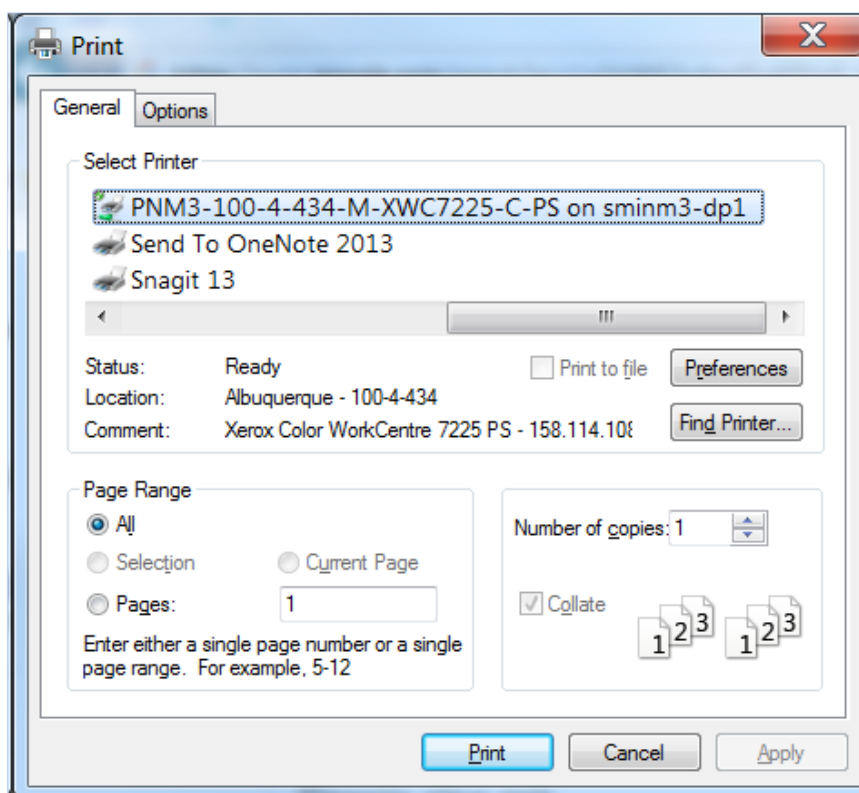 Print
General Options
Select Printer
PNM3-100-4-434-M-XWC7225-C-PS on sminm3-dp1
Send To OneNote 2013
Snagit 13
Status: Ready
Print to file
Preferences
Location: Albuquerque - 100-4-434
Comment: Xerox Color WorkCentre 7225 PS - 158.114.108
Find Printer...
Page Range
All
Selection Current Page
Pages: 1
Enter either a single page number or a single
page range. For example, 5-12
Number of copies: 1
Collate
1 2 3 1 2 3
Print Cancel Apply